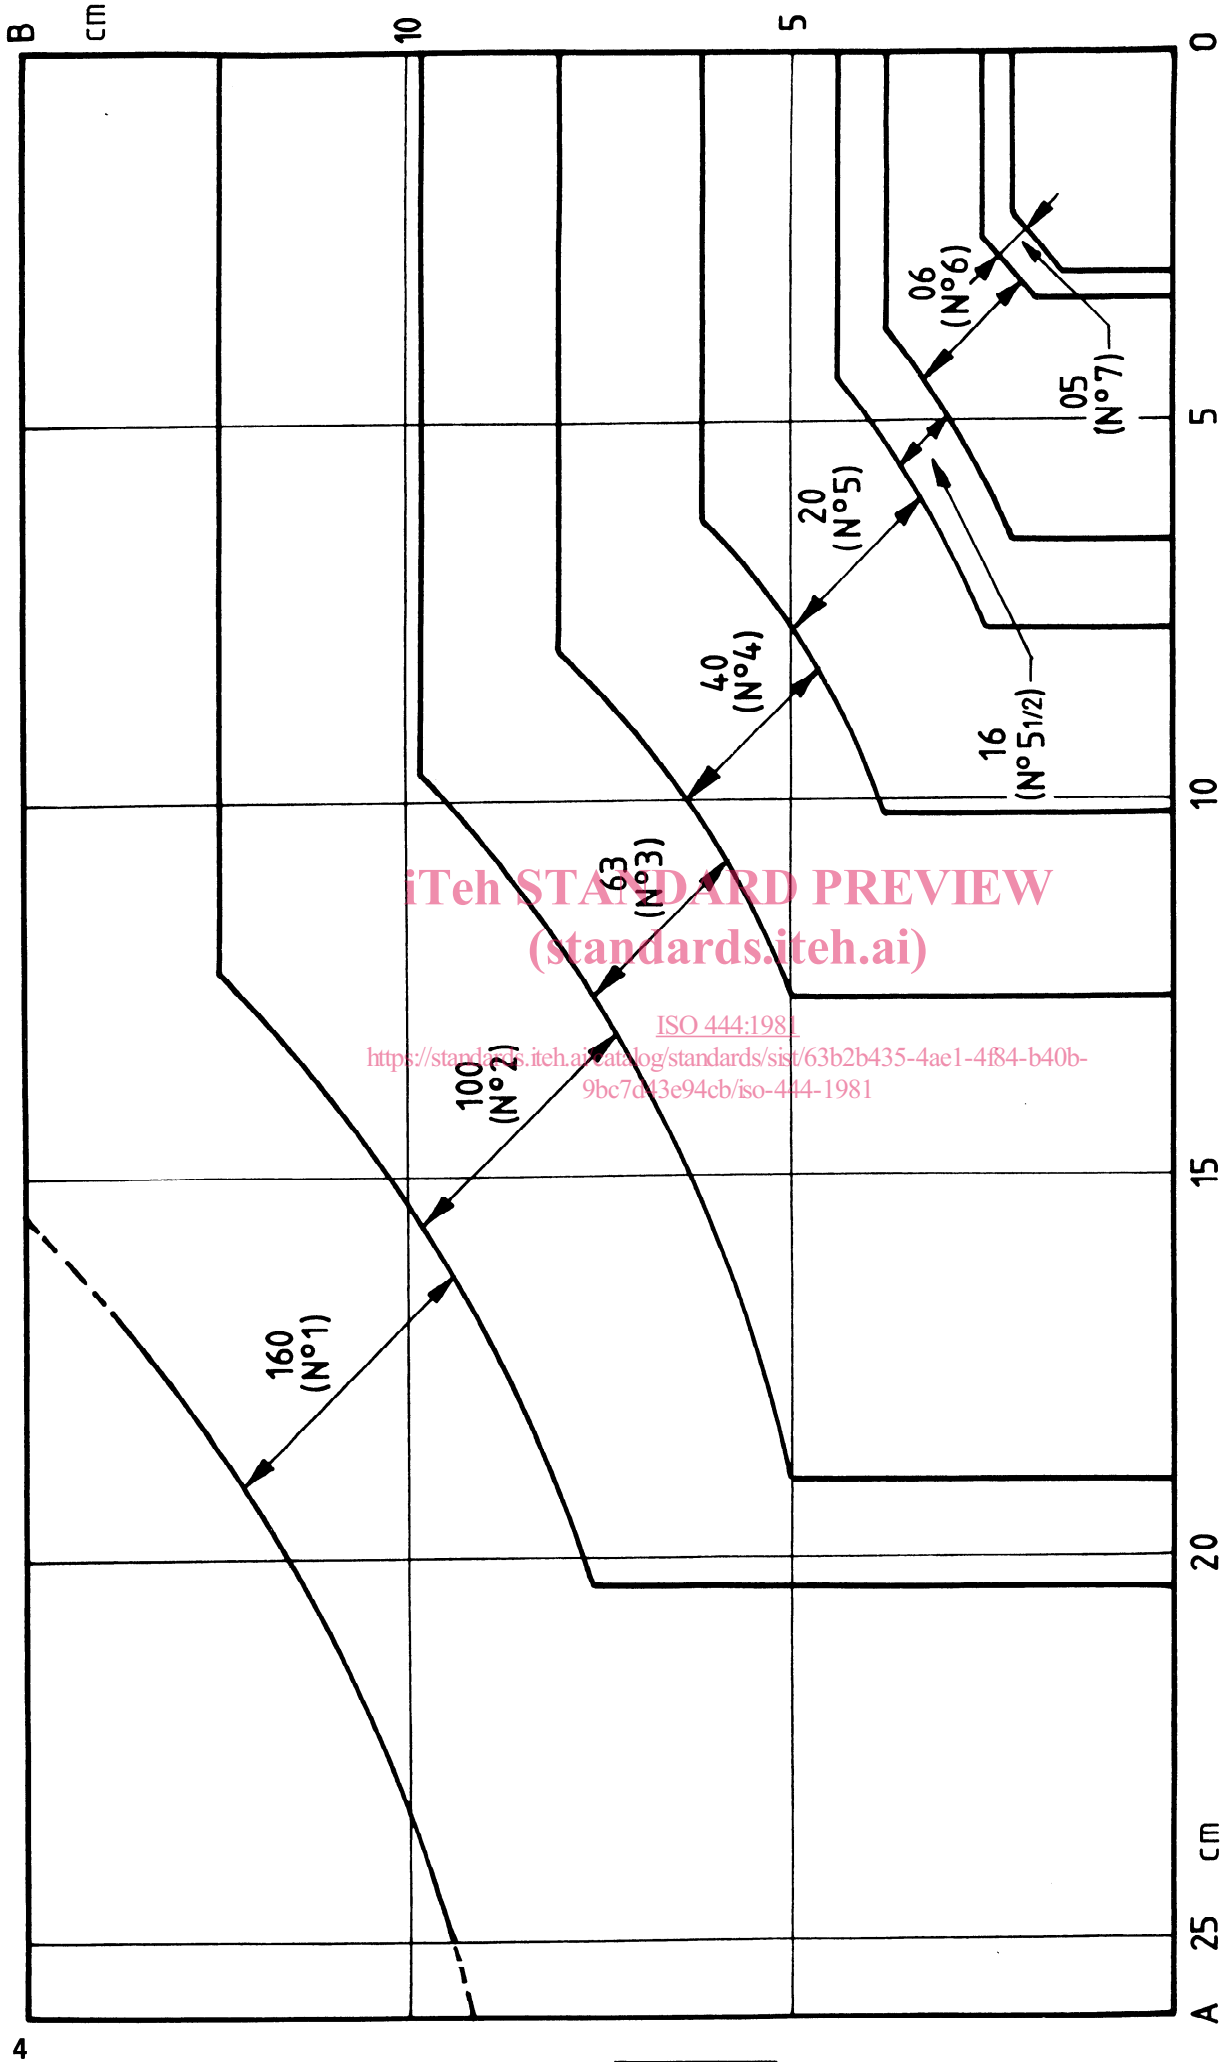 B
cm
10
5
0
06
(N°6)
05
(N°7)
5
20
(N°5)
40
(N°4)
16
(N°5 1/2)
10
63
(N°3)
iTeh STANDARD PREVIEW
(standards.iteh.ai)
ISO 444:1981
https://standards.iteh.ai/catalog/standards/sist/63b2b435-4ae1-4f84-b40b-
9bc7d43e94cb/iso-444-1981
100
(N°2)
15
160
(N°1)
20
cm
25
A
4